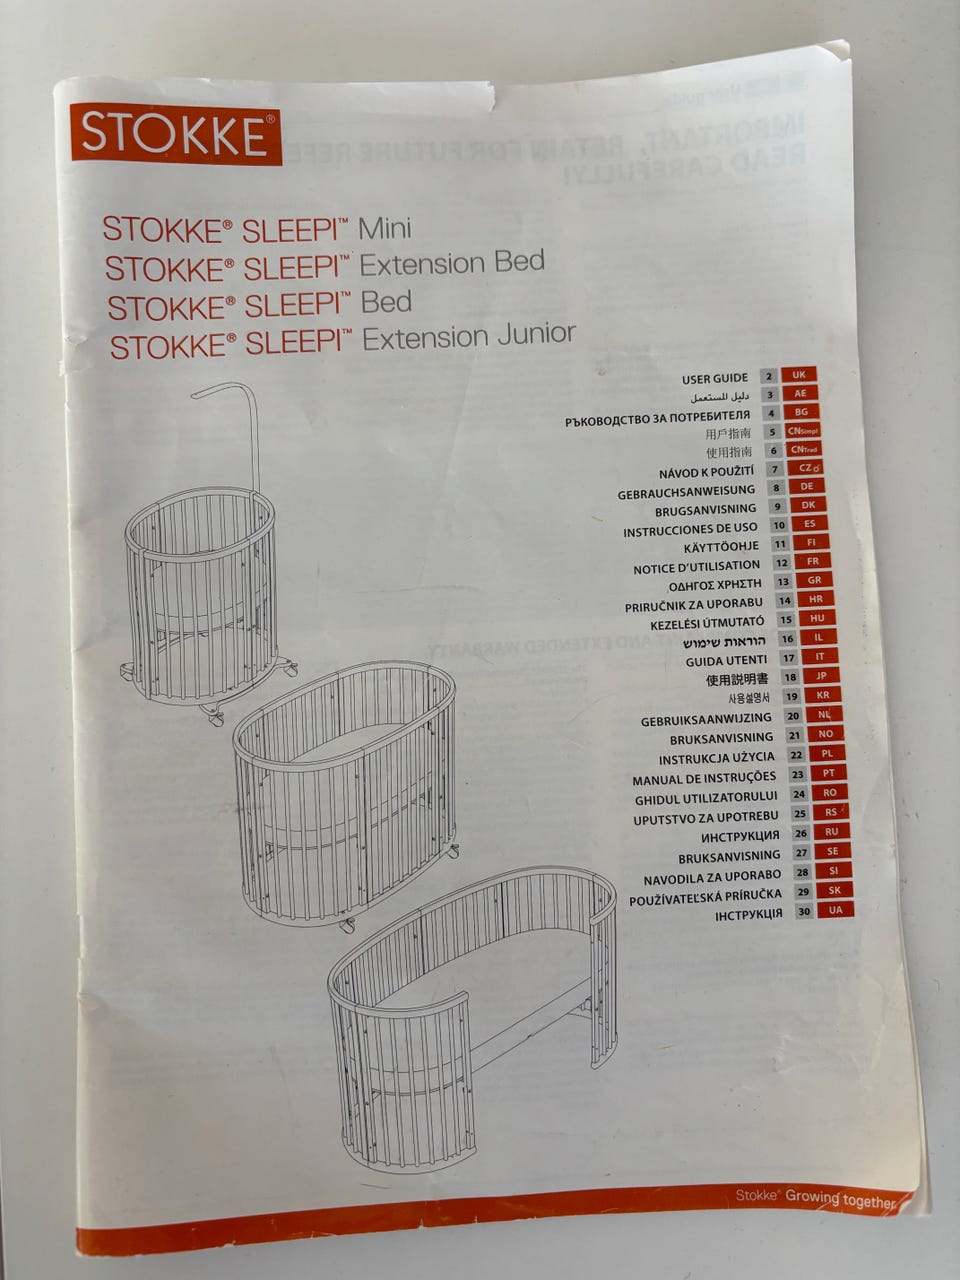 STOKKE®
STOKKE® SLEEPI™ Mini
STOKKE® SLEEPI™ Extension Bed
STOKKE® SLEEPI™ Bed
STOKKE® SLEEPI™ Extension Junior
USER GUIDE 2 UK
دليل المستعمل 3 AE
РЪКОВОДСТВО ЗА ПОТРЕБИТЕЛЯ 4 BG
用戶指南 5 CNSimpl
使用指南 6 CNTrad
NÁVOD K POUŽITÍ 7 CZ
GEBRAUCHSANWEISUNG 8 DE
BRUGSANVISNING 9 DK
INSTRUCCIONES DE USO 10 ES
KÄYTTÖOHJE 11 FI
NOTICE D'UTILISATION 12 FR
ΟΔΗΓΟΣ ΧΡΗΣΤΗ 13 GR
PRIRUČNIK ZA UPORABU 14 HR
KEZELÉSI ÚTMUTATÓ 15 HU
הוראות שימוש 16 IL
GUIDA UTENTI 17 IT
使用説明書 18 JP
사용설명서 19 KR
GEBRUIKSAANWIJZING 20 NL
BRUKSANVISNING 21 NO
INSTRUKCJA UŻYCIA 22 PL
MANUAL DE INSTRUÇÕES 23 PT
GHIDUL UTILIZATORULUI 24 RO
UPUTSTVO ZA UPOTREBU 25 RS
ИНСТРУКЦИЯ 26 RU
BRUKSANVISNING 27 SE
NAVODILA ZA UPORABO 28 SI
POUŽÍVATEĽSKÁ PRÍRUČKA 29 SK
ІНСТРУКЦІЯ 30 UA
Stokke® Growing together